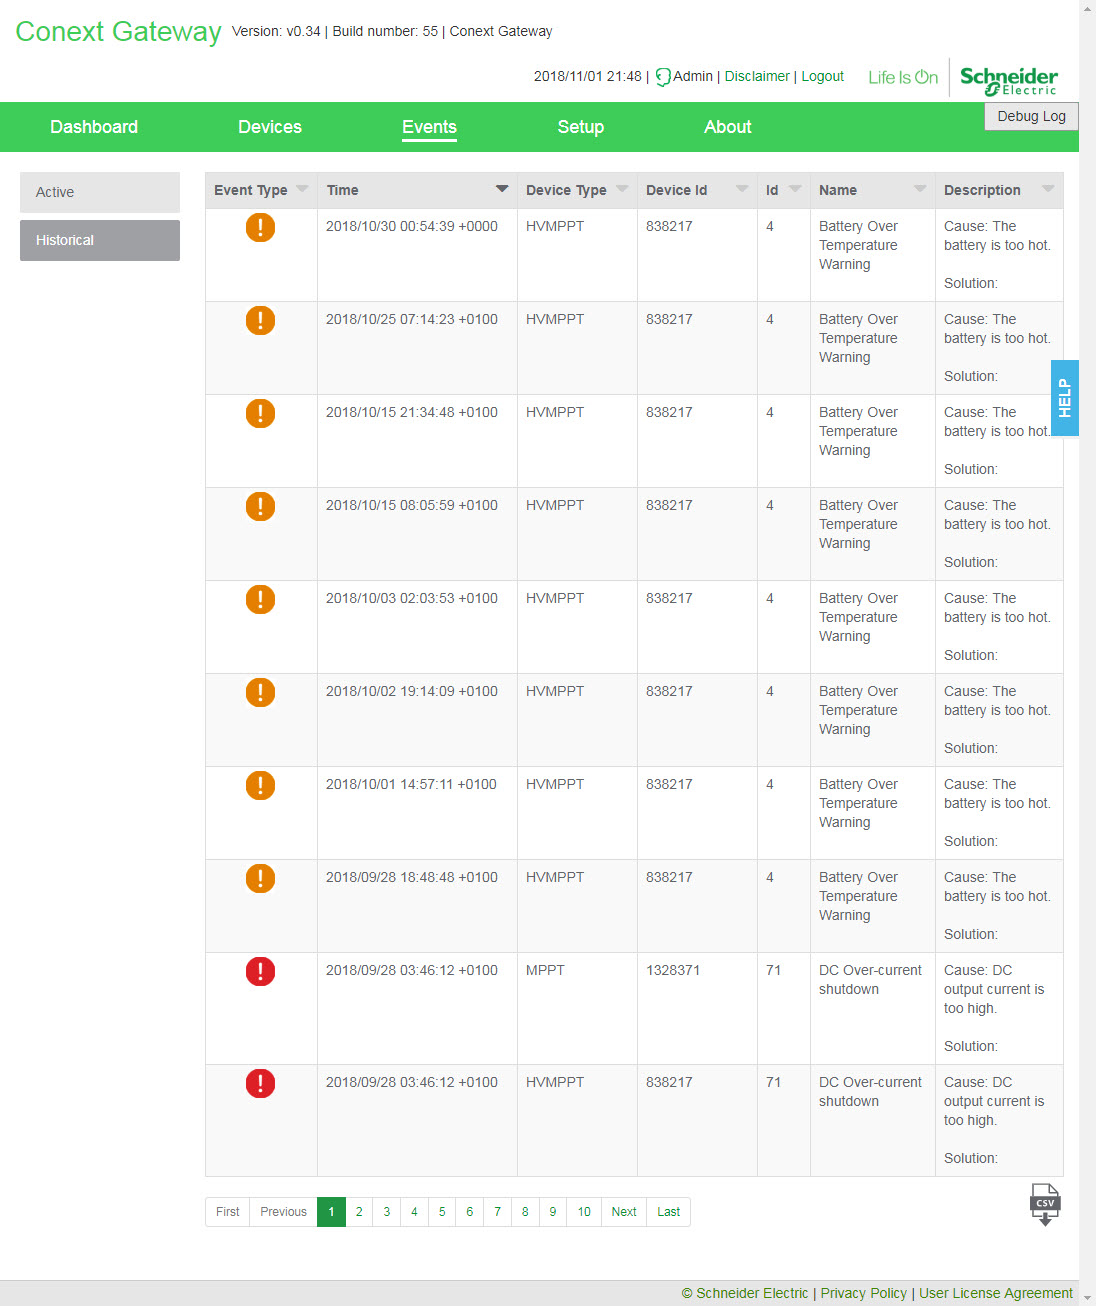 Conext Gateway Version: v0.34 | Build number: 55 | Conext Gateway
2018/11/01 21:48 | Admin | Disclaimer | Logout Life Is On Schneider Electric
Dashboard Devices Events Setup About Debug Log
Active
Historical
Event Type Time Device Type Device Id Id Name Description
! 2018/10/30 00:54:39 +0000 HVMPPT 838217 4 Battery Over Cause: The
Temperature battery is too hot.
Warning
Solution:
! 2018/10/25 07:14:23 +0100 HVMPPT 838217 4 Battery Over Cause: The
Temperature battery is too hot.
Warning
Solution:
HELP
! 2018/10/15 21:34:48 +0100 HVMPPT 838217 4 Battery Over Cause: The
Temperature battery is too hot.
Warning
Solution:
! 2018/10/15 08:05:59 +0100 HVMPPT 838217 4 Battery Over Cause: The
Temperature battery is too hot.
Warning
Solution:
! 2018/10/03 02:03:53 +0100 HVMPPT 838217 4 Battery Over Cause: The
Temperature battery is too hot.
Warning
Solution:
! 2018/10/02 19:14:09 +0100 HVMPPT 838217 4 Battery Over Cause: The
Temperature battery is too hot.
Warning
Solution:
! 2018/10/01 14:57:11 +0100 HVMPPT 838217 4 Battery Over Cause: The
Temperature battery is too hot.
Warning
Solution:
! 2018/09/28 18:48:48 +0100 HVMPPT 838217 4 Battery Over Cause: The
Temperature battery is too hot.
Warning
Solution:
! 2018/09/28 03:46:12 +0100 MPPT 1328371 71 DC Over-current Cause: DC
shutdown output current is
too high.
Solution:
! 2018/09/28 03:46:12 +0100 HVMPPT 838217 71 DC Over-current Cause: DC
shutdown output current is
too high.
Solution:
First Previous 1 2 3 4 5 6 7 8 9 10 Next Last CSV
© Schneider Electric | Privacy Policy | User License Agreement